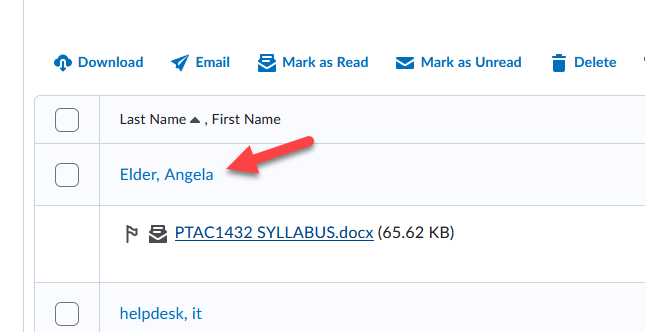 Download Email Mark as Read Mark as Unread Delete
Last Name , First Name
Elder, Angela
PTAC1432 SYLLABUS.docx (65.62 KB)
helpdesk, it